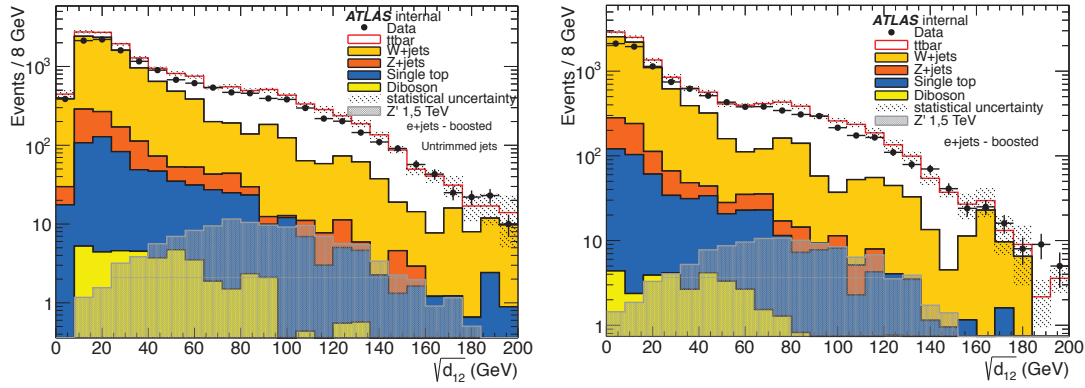 Events / 8 GeV
10³
10²
10
1
0 20 40 60 80 100 120 140 160 180 200
√d₁₂ (GeV)
ATLAS internal
Data
ttbar
W+jets
Z+jets
Single top
Diboson
statistical uncertainty
Z' 1,5 TeV
e+jets - boosted
Untrimmed jets
Events / 8 GeV
10³
10²
10
1
0 20 40 60 80 100 120 140 160 180 200
√d₁₂ (GeV)
ATLAS internal
Data
ttbar
W+jets
Z+jets
Single top
Diboson
statistical uncertainty
Z' 1,5 TeV
e+jets - boosted